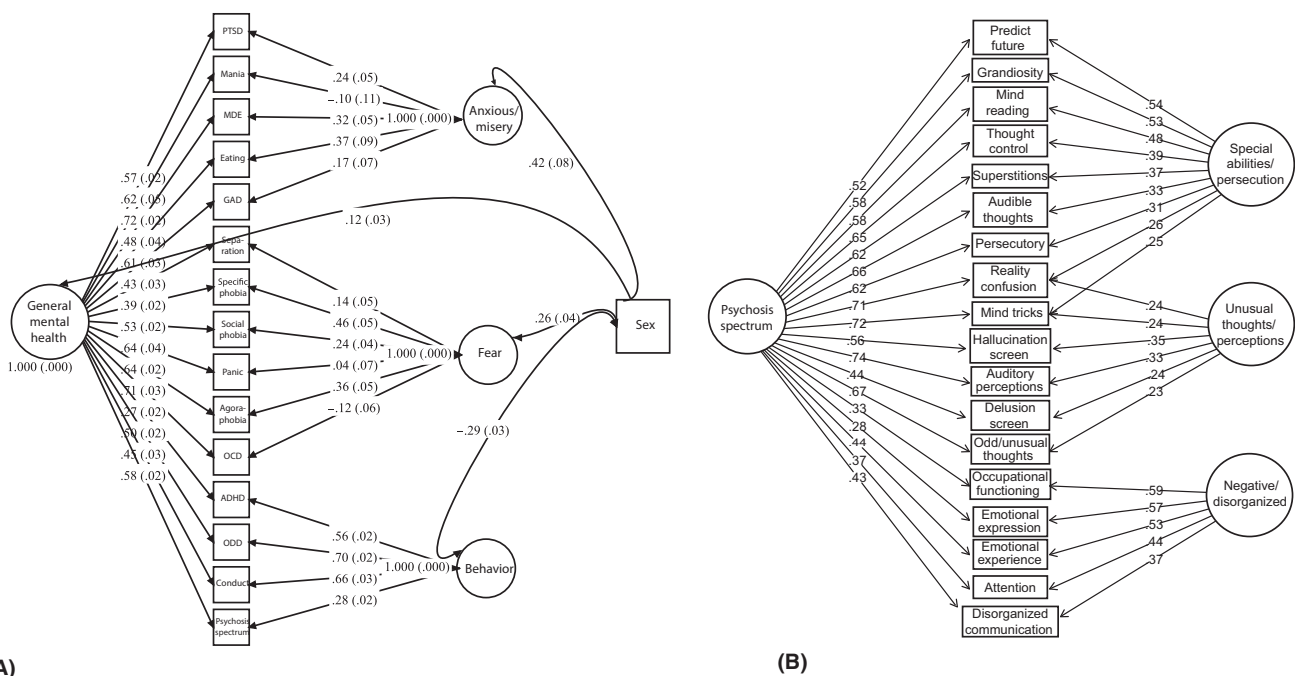 PTSD
Mania
MDE
Eating
GAD
Sepa-
ration
Specific
phobia
Social
phobia
Panic
Agora-
phobia
OCD
ADHD
ODD
Conduct
Psychosis
spectrum
General
mental
health
1.000 (.000)
.57 (.02)
.62 (.05)
.72 (.02)
.48 (.04)
.61 (.03)
.43 (.03)
.39 (.02)
.53 (.02)
.64 (.04)
.64 (.02)
.71 (.03)
.27 (.02)
.50 (.02)
.45 (.03)
.58 (.02)
.24 (.05)
–.10 (.11)
.32 (.05)
.37 (.09)
.17 (.07)
1.000 (.000)
Anxious/
misery
.42 (.08)
.12 (.03)
.14 (.05)
.46 (.05)
.24 (.04)
.04 (.07)
.36 (.05)
–.12 (.06)
1.000 (.000)
Fear
.26 (.04)
Sex
–.29 (.03)
.56 (.02)
.70 (.02)
.66 (.03)
.28 (.02)
1.000 (.000)
Behavior
A)
Psychosis
spectrum
.52
.58
.58
.65
.62
.66
.62
.71
.72
.56
.74
.44
.67
.33
.28
.44
.37
.43
Predict
future
Grandiosity
Mind
reading
Thought
control
Superstitions
Audible
thoughts
Persecutory
Reality
confusion
Mind tricks
Hallucination
screen
Auditory
perceptions
Delusion
screen
Odd/unusual
thoughts
Occupational
functioning
Emotional
expression
Emotional
experience
Attention
Disorganized
communication
.54
.53
.48
.39
.37
.33
.31
.26
.25
Special
abilities/
persecution
.24
.24
.35
.33
.24
.23
Unusual
thoughts/
perceptions
.59
.57
.53
.44
.37
Negative/
disorganized
(B)